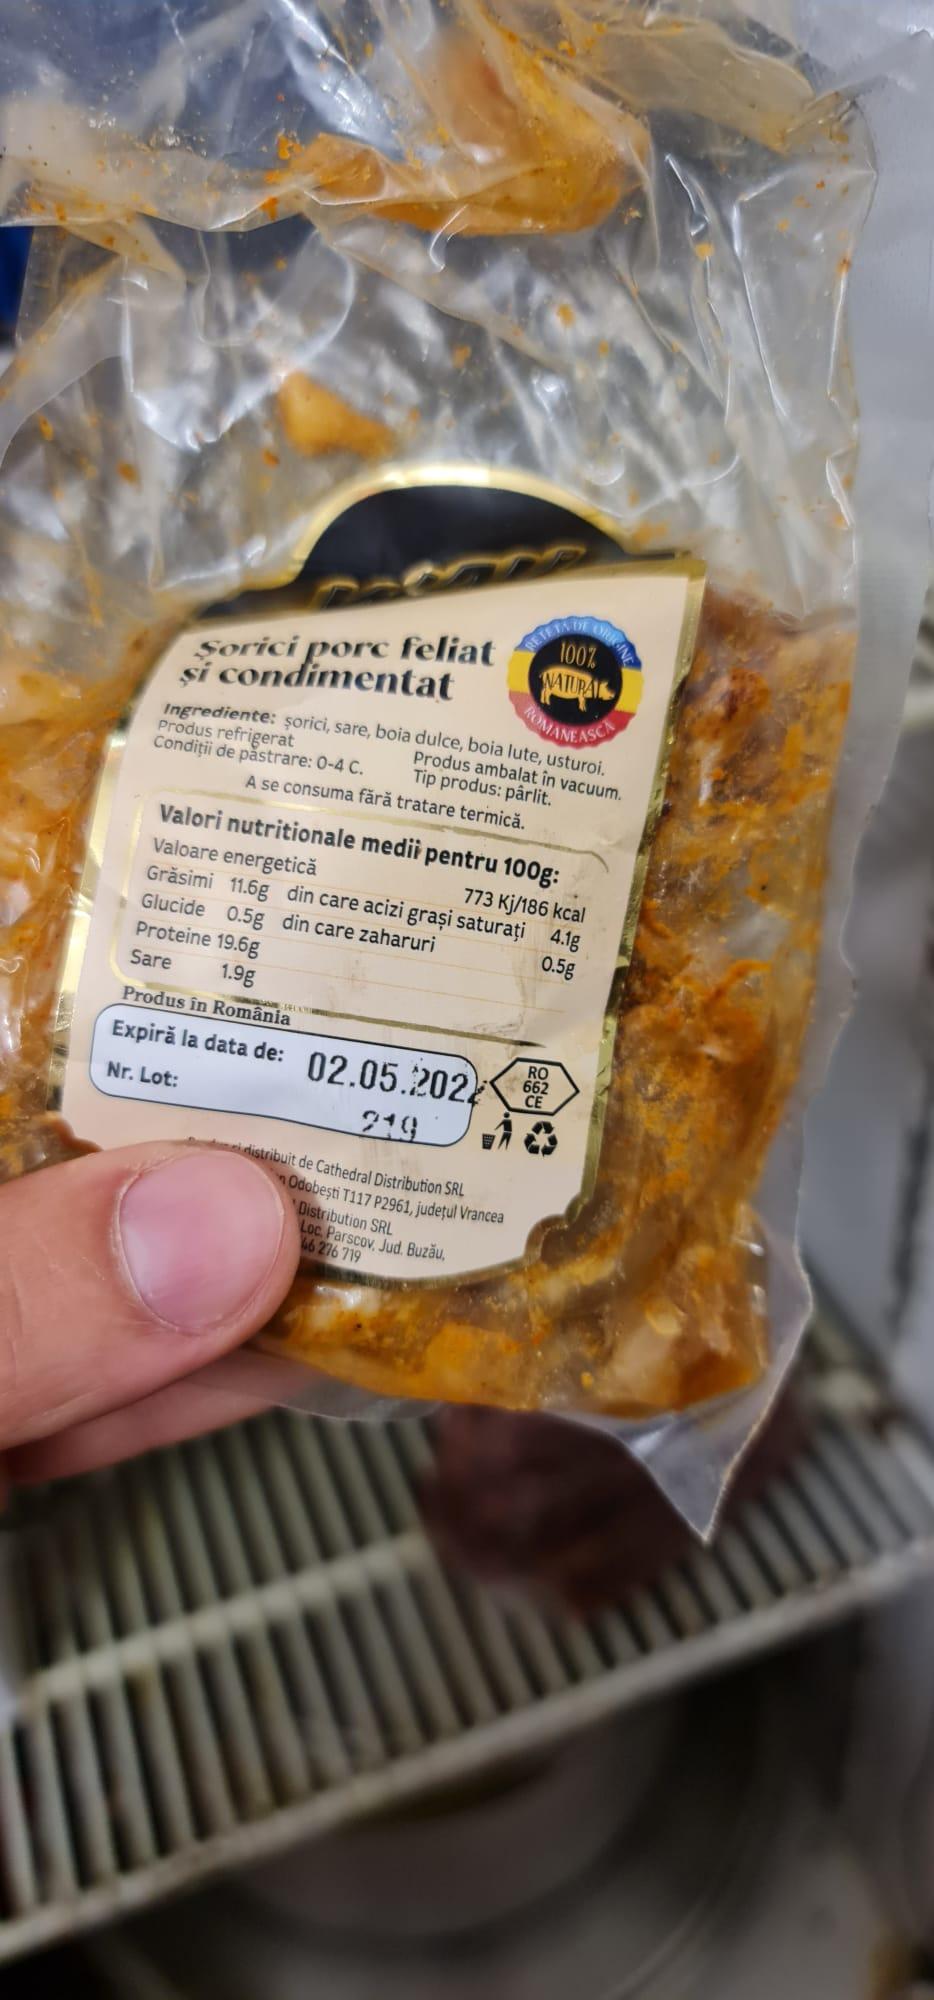 Șorici porc feliat
și condimentat
REȚETA DE ORIGINE
100%
NATURAL
ROMÂNEASCĂ
Ingrediente: șorici, sare, boia dulce, boia iute, usturoi.
Produs refrigerat Produs ambalat în vacuum.
Condiții de păstrare: 0-4 C. Tip produs: pârlit.
A se consuma fără tratare termică.
Valori nutriționale medii pentru 100g:
Valoare energetică 773 Kj/186 kcal
Grăsimi 11.6g din care acizi grași saturați 4.1g
Glucide 0.5g din care zaharuri 0.5g
Proteine 19.6g
Sare 1.9g
Produs în România
Expiră la data de: 02.05.202
Nr. Lot: 219
RO
662
CE
distribuit de Cathedral Distribution SRL
Odobești T117 P2961, județul Vrancea
Distribution SRL
Loc. Parscov, Jud. Buzău,
276 719